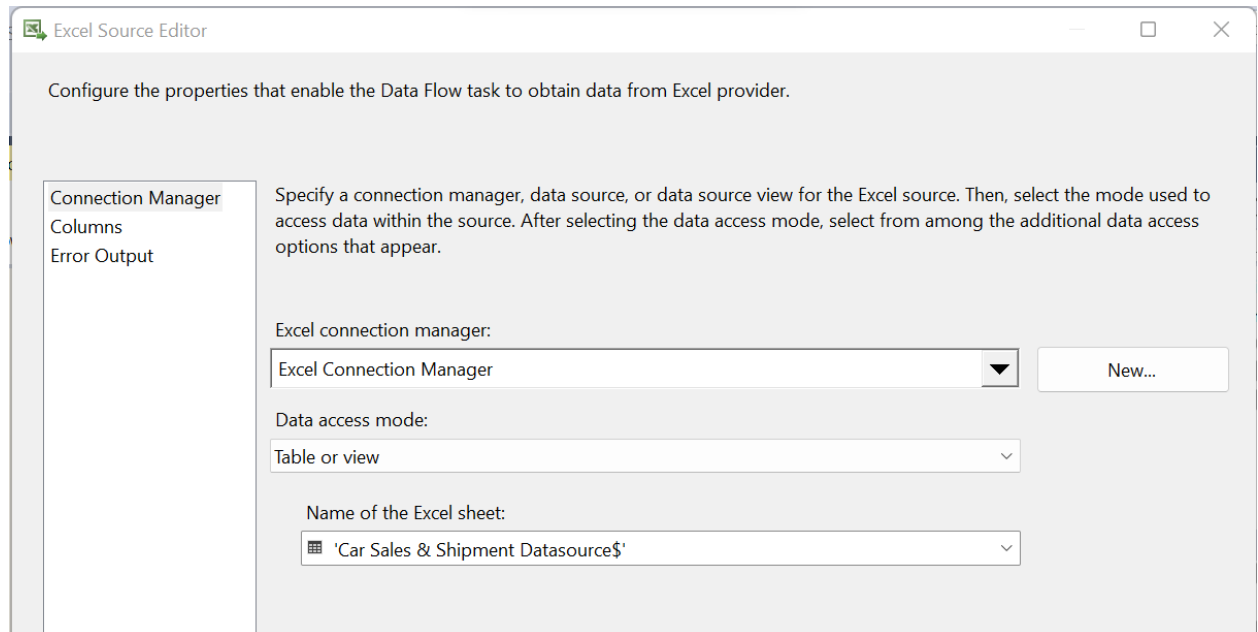 Excel Source Editor
Configure the properties that enable the Data Flow task to obtain data from Excel provider.
Connection Manager
Columns
Error Output
Specify a connection manager, data source, or data source view for the Excel source. Then, select the mode used to
access data within the source. After selecting the data access mode, select from among the additional data access
options that appear.
Excel connection manager:
Excel Connection Manager
New...
Data access mode:
Table or view
Name of the Excel sheet:
'Car Sales & Shipment Datasource$'